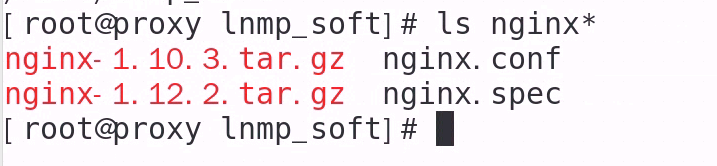 [root@proxy lnmp_soft]# ls nginx*
nginx-1.10.3.tar.gz  nginx.conf
nginx-1.12.2.tar.gz  nginx.spec
[root@proxy lnmp_soft]#